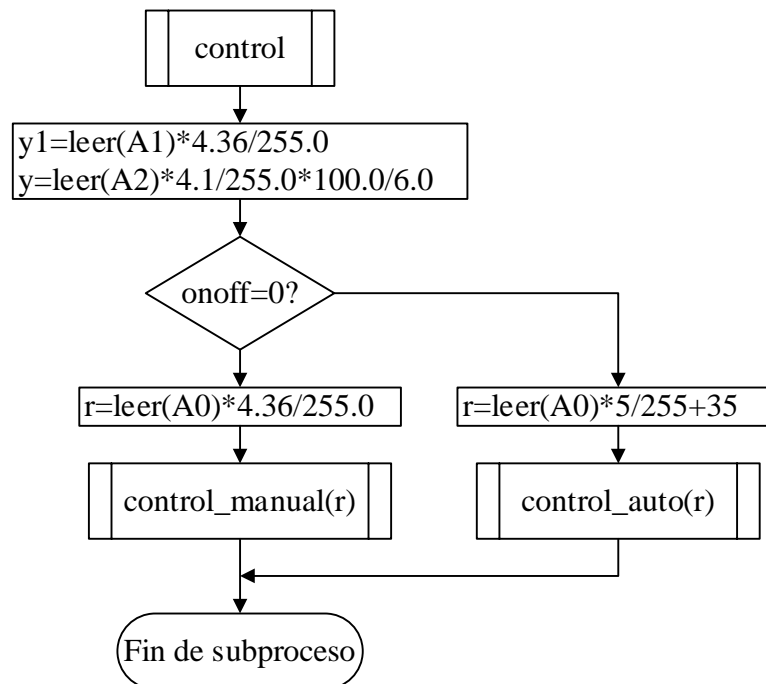 control
y1=leer(A1)*4.36/255.0
y=leer(A2)*4.1/255.0*100.0/6.0
onoff=0?
r=leer(A0)*4.36/255.0
r=leer(A0)*5/255+35
control_manual(r)
control_auto(r)
Fin de subproceso